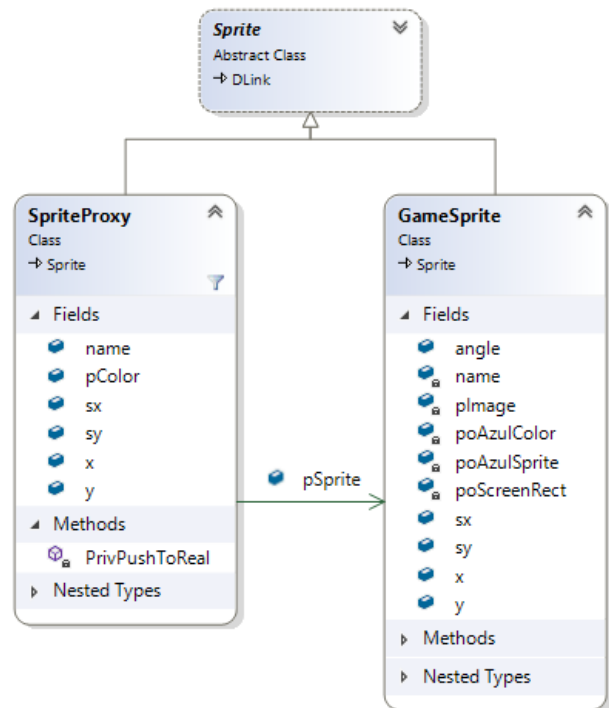 Sprite
Abstract Class
DLink
SpriteProxy
Class
Sprite
Fields
name
pColor
sx
sy
x
y
Methods
PrivPushToReal
Nested Types
pSprite
GameSprite
Class
Sprite
Fields
angle
name
pImage
poAzulColor
poAzulSprite
poScreenRect
sx
sy
x
y
Methods
Nested Types